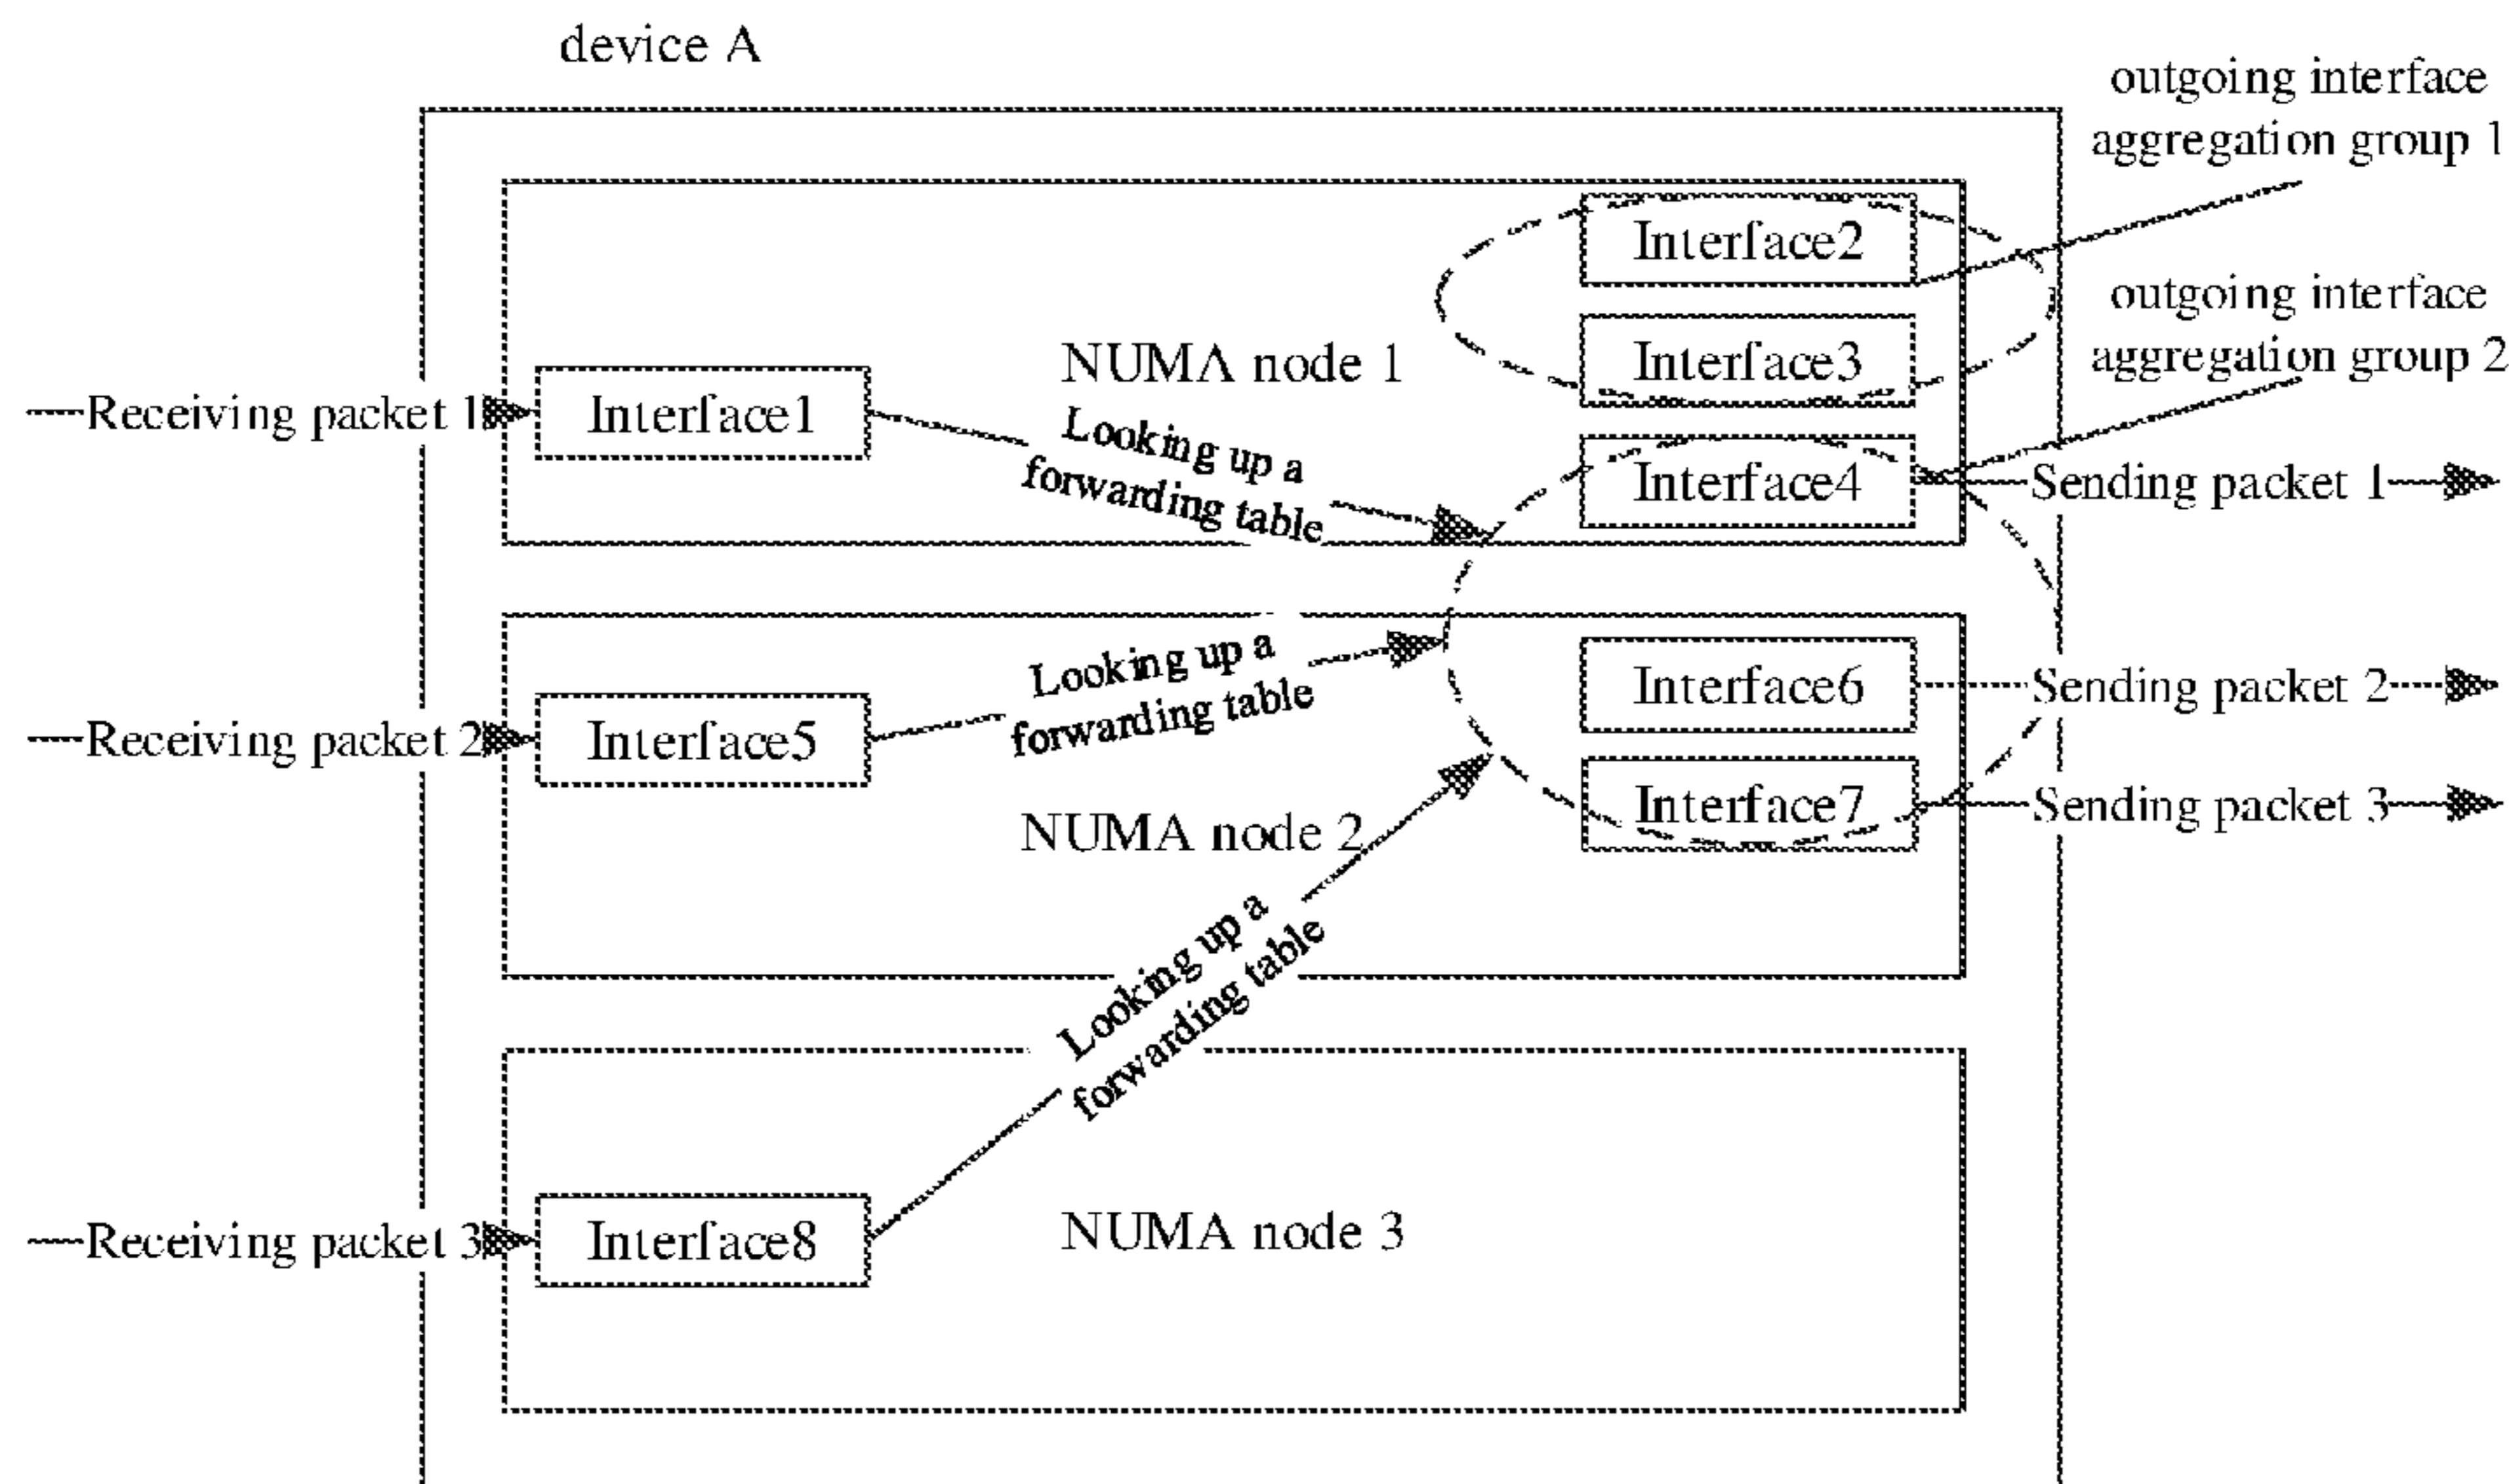 device A
outgoing interface
aggregation group 1
Interface2
outgoing interface
aggregation group 2
NUMA node 1
Interface3
Receiving packet 1
Interface1
Looking up a
forwarding table
Interface4
Sending packet 1
Looking up a
forwarding table
Interface6
Sending packet 2
Receiving packet 2
Interface5
Interface7
Sending packet 3
NUMA node 2
Looking up a
forwarding table
Receiving packet 3
Interface8
NUMA node 3